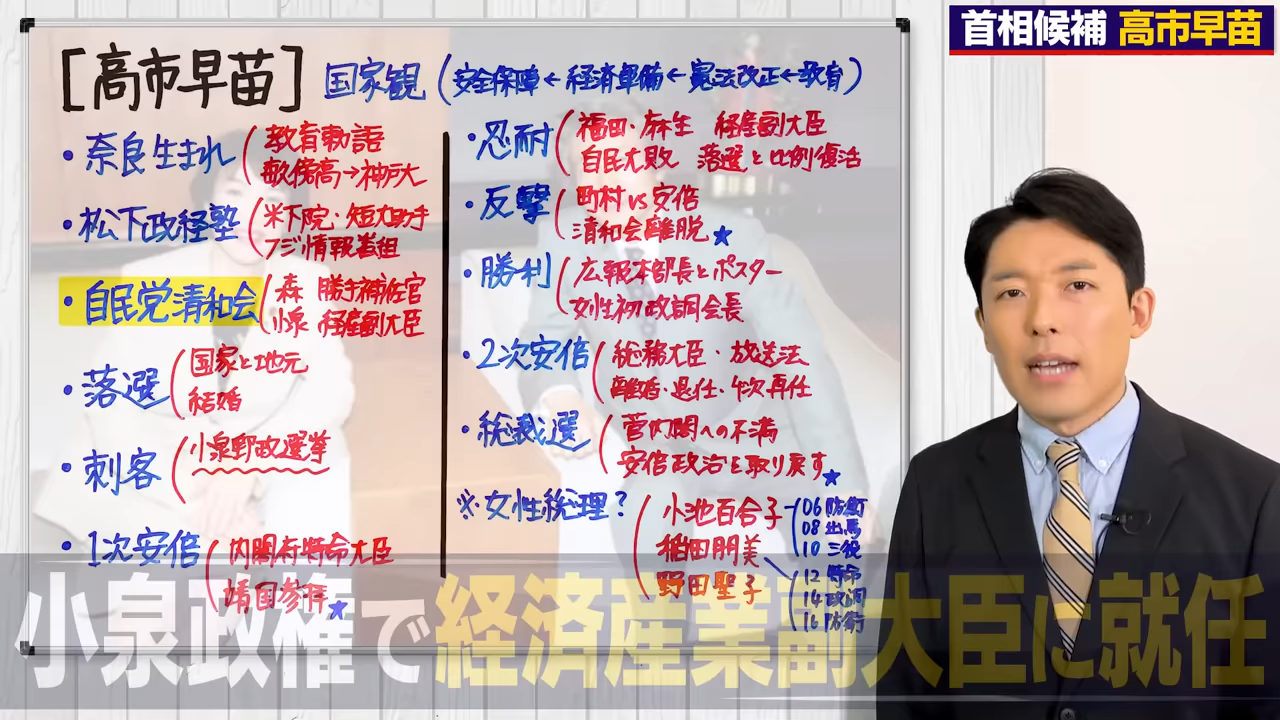 首相候補 高市早苗
[高市早苗] 国家観(安全保障←経済軍備←憲法改正←教育)
・奈良生まれ
教育勅語
畝傍高→神戸大
・松下政経塾
米下院・短大助手
フジ情報番組
・自民党清和会
森 勝手補佐官
小泉 経産副大臣
・落選
国家と地元
結婚
・刺客
小泉郵政選挙
・1次安倍
内閣府特命大臣
靖国参拝★
・忍耐
福田・麻生 経産副大臣
自民大敗 落選と比例復活
・反撃
町村vs安倍
清和会離脱★
・勝利
広報本部長とポスター
女性初政調会長
・2次安倍
総務大臣・放送法
離婚・退任・4次再任
・総裁選
菅内閣への不満
安倍政治を取り戻す★
※女性総理?
小池百合子
06防衛
08出馬
10三役
稲田朋美
12特命
14政調
16防衛
野田聖子
小泉政権で経済産業副大臣に就任